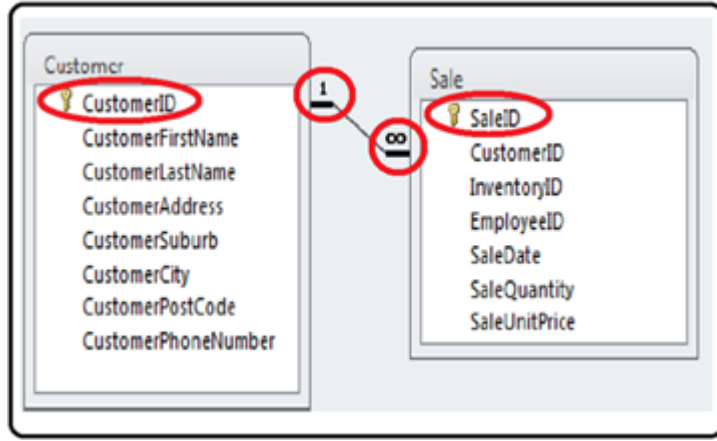 Customer
CustomerID
CustomerFirstName
CustomerLastName
CustomerAddress
CustomerSuburb
CustomerCity
CustomerPostCode
CustomerPhoneNumber
1
∞
Sale
SaleID
CustomerID
InventoryID
EmployeeID
SaleDate
SaleQuantity
SaleUnitPrice